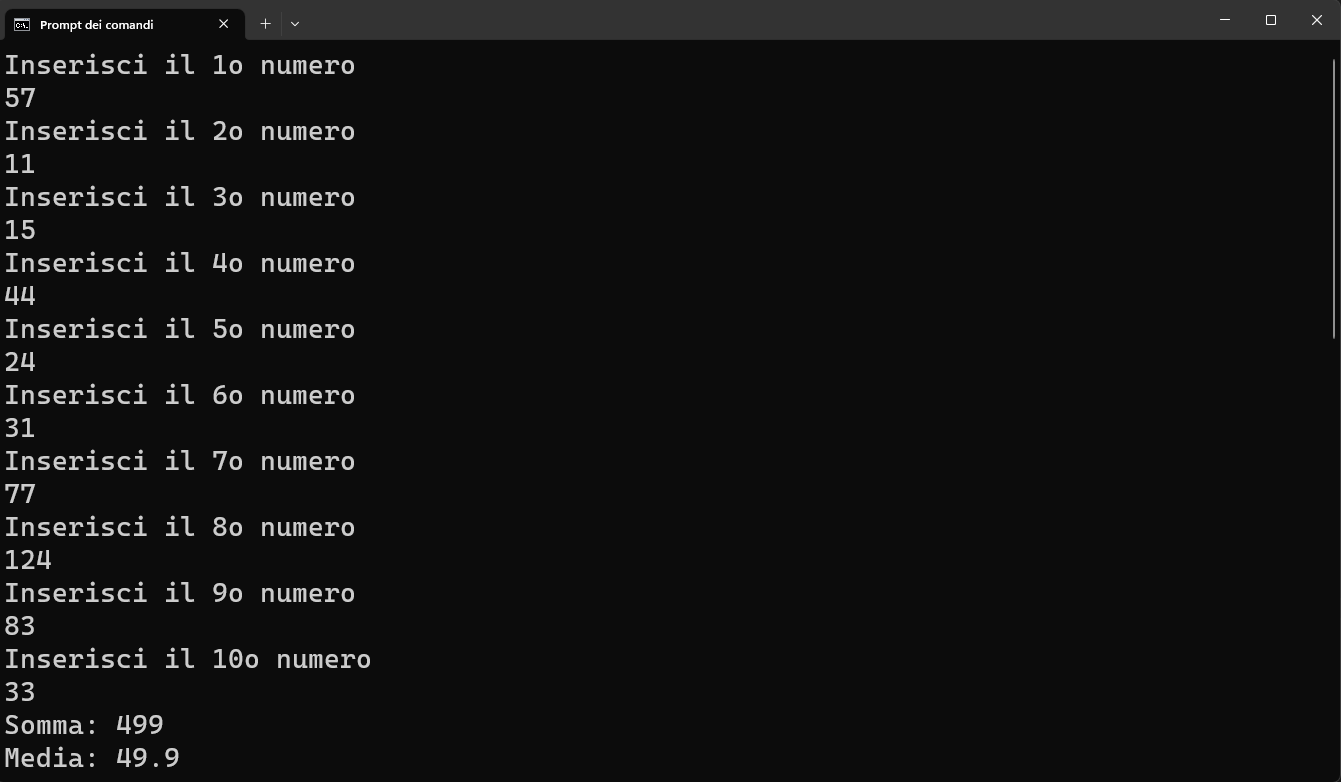 Prompt dei comandi
Inserisci il 1o numero
57
Inserisci il 2o numero
11
Inserisci il 3o numero
15
Inserisci il 4o numero
44
Inserisci il 5o numero
24
Inserisci il 6o numero
31
Inserisci il 7o numero
77
Inserisci il 8o numero
124
Inserisci il 9o numero
83
Inserisci il 10o numero
33
Somma: 499
Media: 49.9